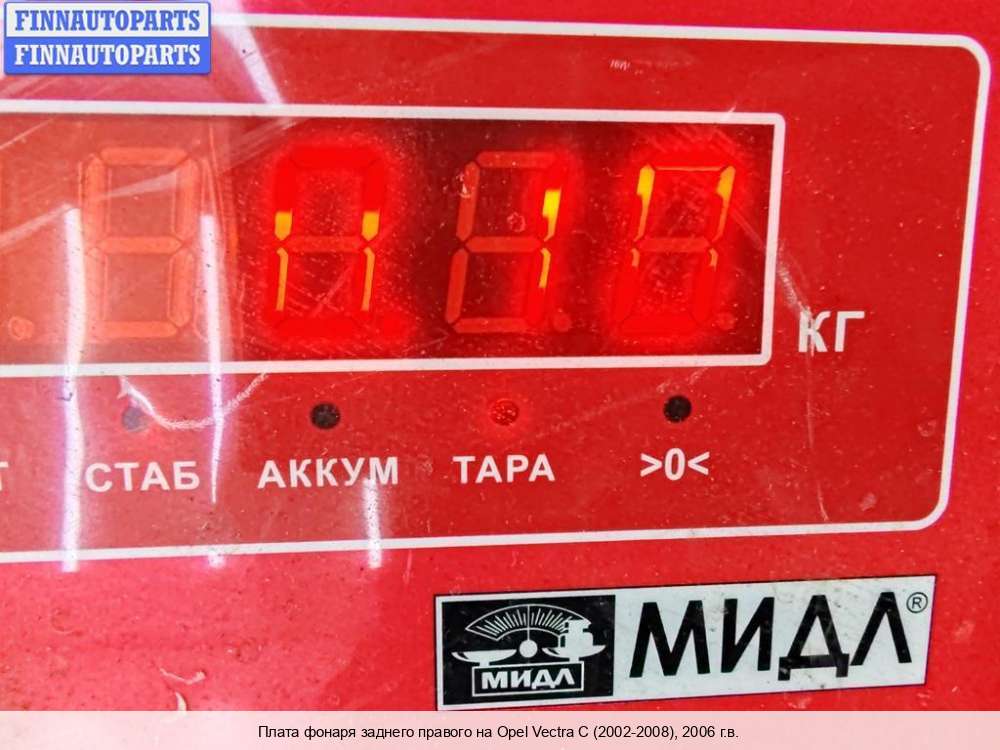 FINNAUTOPARTS
FINNAUTOPARTS
КГ
СТАБ
АККУМ
ТАРА
>0<
МИДЛ
МИДЛ®
Плата фонаря заднего правого на Opel Vectra C (2002-2008), 2006 г.в.